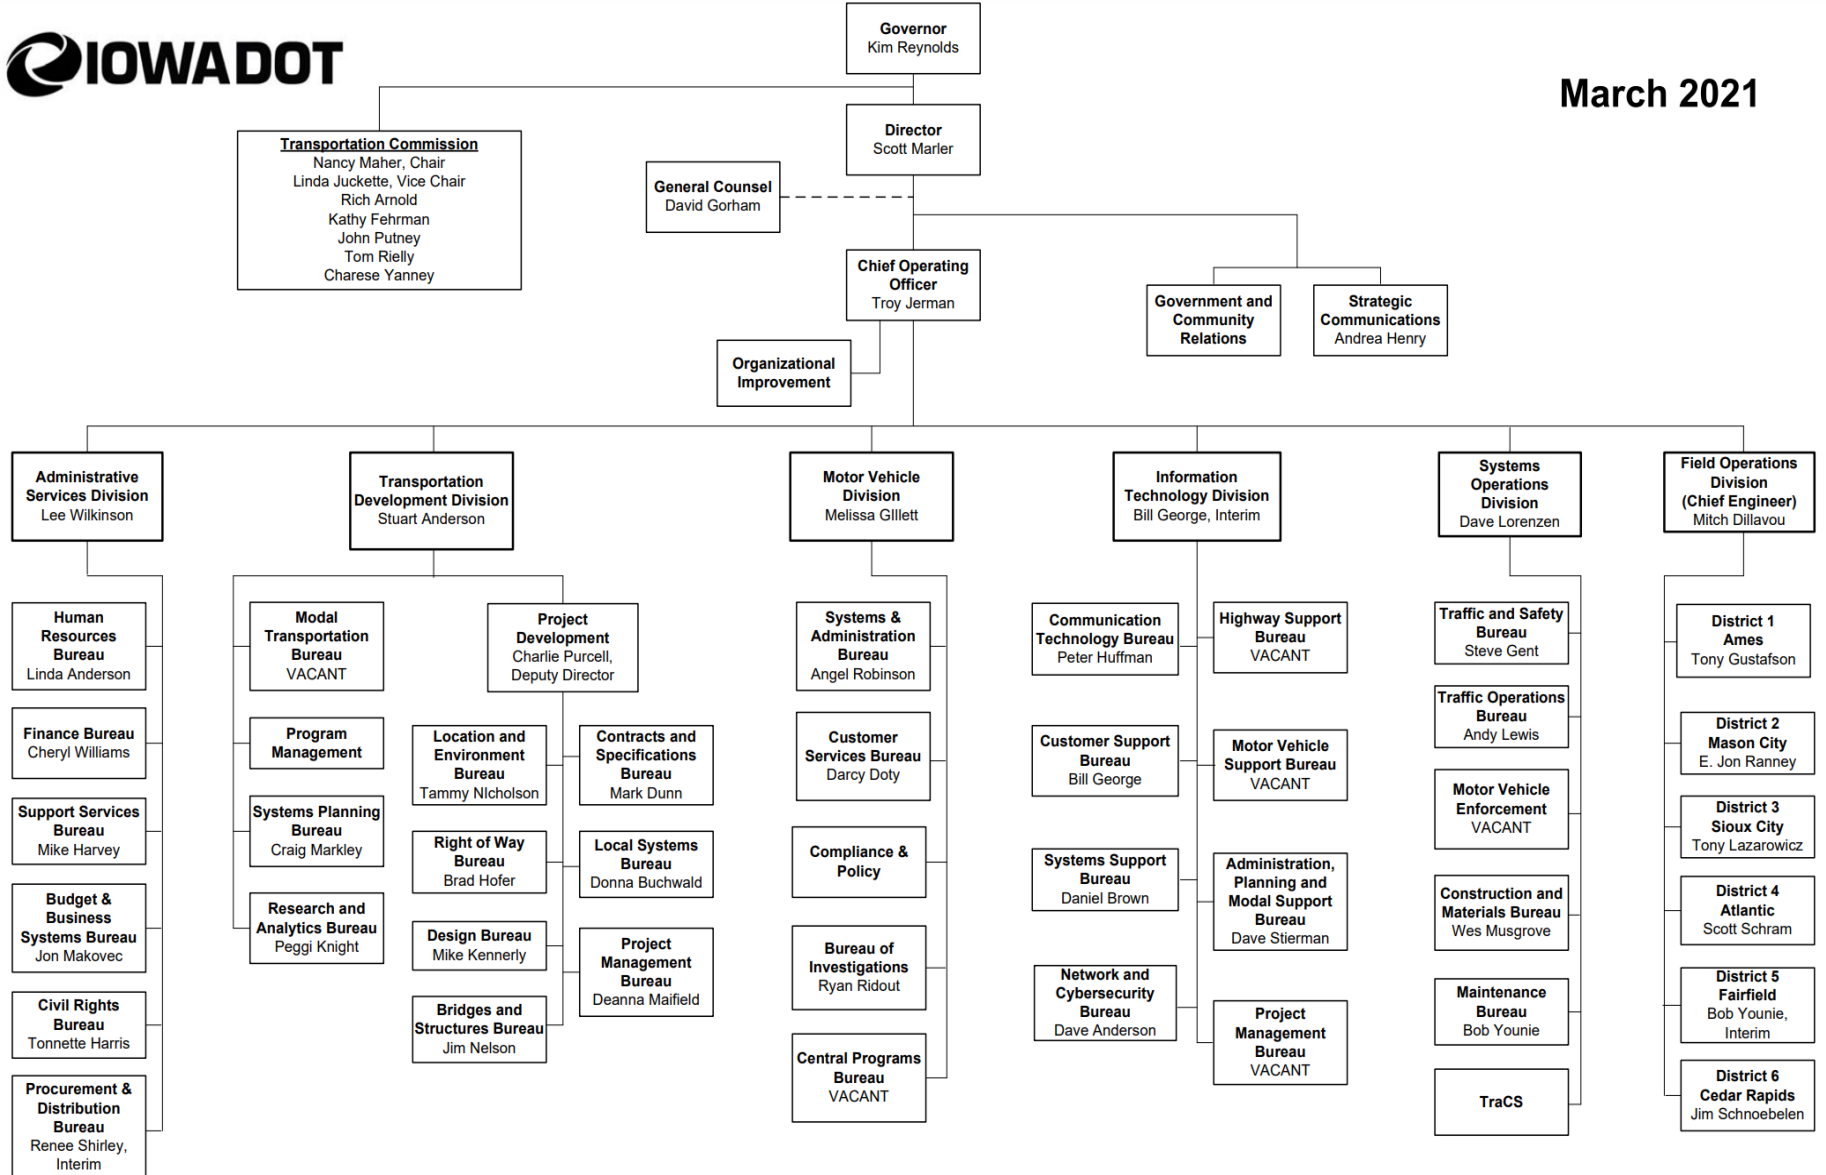 IOWADOT
March 2021
Governor
Kim Reynolds
Director
Scott Marler
Transportation Commission
Nancy Maher, Chair
Linda Juckette, Vice Chair
Rich Arnold
Kathy Fehrman
John Putney
Tom Rielly
Charese Yanney
General Counsel
David Gorham
Chief Operating
Officer
Troy Jerman
Government and
Community
Relations
Strategic
Communications
Andrea Henry
Organizational
Improvement
Administrative
Services Division
Lee Wilkinson
Transportation
Development Division
Stuart Anderson
Motor Vehicle
Division
Melissa GIllett
Information
Technology Division
Bill George, Interim
Systems
Operations
Division
Dave Lorenzen
Field Operations
Division
(Chief Engineer)
Mitch Dillavou
Human
Resources
Bureau
Linda Anderson
Finance Bureau
Cheryl Williams
Support Services
Bureau
Mike Harvey
Budget &
Business
Systems Bureau
Jon Makovec
Civil Rights
Bureau
Tonnette Harris
Procurement &
Distribution
Bureau
Renee Shirley,
Interim
Modal
Transportation
Bureau
VACANT
Program
Management
Systems Planning
Bureau
Craig Markley
Research and
Analytics Bureau
Peggi Knight
Project
Development
Charlie Purcell,
Deputy Director
Location and
Environment
Bureau
Tammy NIcholson
Right of Way
Bureau
Brad Hofer
Design Bureau
Mike Kennerly
Bridges and
Structures Bureau
Jim Nelson
Contracts and
Specifications
Bureau
Mark Dunn
Local Systems
Bureau
Donna Buchwald
Project
Management
Bureau
Deanna Maifield
Systems &
Administration
Bureau
Angel Robinson
Customer
Services Bureau
Darcy Doty
Compliance &
Policy
Bureau of
Investigations
Ryan Ridout
Central Programs
Bureau
VACANT
Communication
Technology Bureau
Peter Huffman
Customer Support
Bureau
Bill George
Systems Support
Bureau
Daniel Brown
Network and
Cybersecurity
Bureau
Dave Anderson
Highway Support
Bureau
VACANT
Motor Vehicle
Support Bureau
VACANT
Administration,
Planning and
Modal Support
Bureau
Dave Stierman
Project
Management
Bureau
VACANT
Traffic and Safety
Bureau
Steve Gent
Traffic Operations
Bureau
Andy Lewis
Motor Vehicle
Enforcement
VACANT
Construction and
Materials Bureau
Wes Musgrove
Maintenance
Bureau
Bob Younie
TraCS
District 1
Ames
Tony Gustafson
District 2
Mason City
E. Jon Ranney
District 3
Sioux City
Tony Lazarowicz
District 4
Atlantic
Scott Schram
District 5
Fairfield
Bob Younie,
Interim
District 6
Cedar Rapids
Jim Schnoebelen